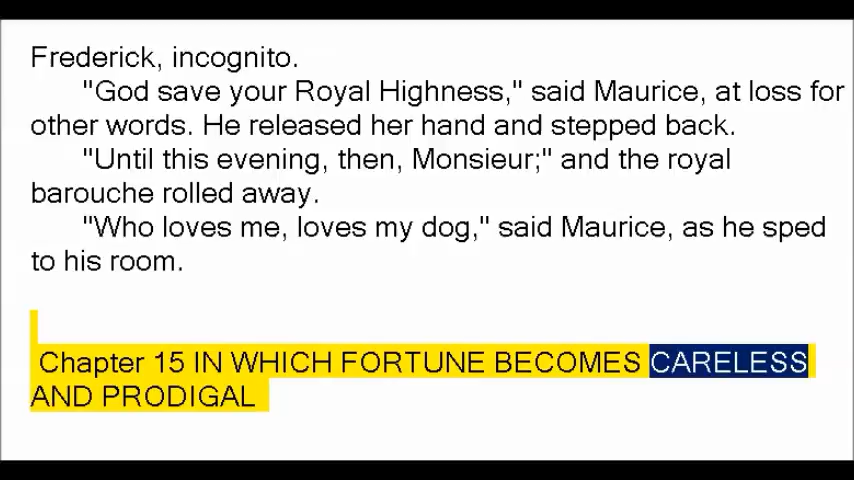 Frederick, incognito.
"God save your Royal Highness," said Maurice, at loss for
other words. He released her hand and stepped back.
"Until this evening, then, Monsieur;" and the royal
barouche rolled away.
"Who loves me, loves my dog," said Maurice, as he sped
to his room.
Chapter 15 IN WHICH FORTUNE BECOMES CARELESS
AND PRODIGAL